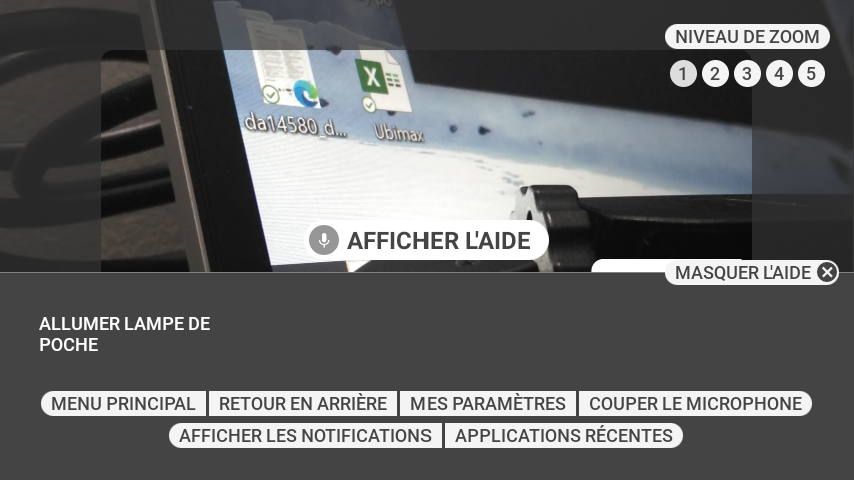 NIVEAU DE ZOOM
1 2 3 4 5
da14580_d...
Ubimax
AFFICHER L'AIDE
MASQUER L'AIDE
ALLUMER LAMPE DE
POCHE
MENU PRINCIPAL RETOUR EN ARRIÈRE MES PARAMÈTRES COUPER LE MICROPHONE
AFFICHER LES NOTIFICATIONS APPLICATIONS RÉCENTES